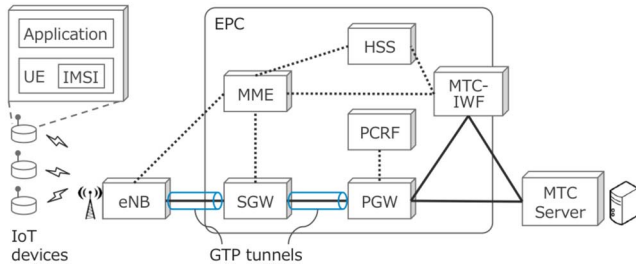 Application
UE
IMSI
EPC
HSS
MME
MTC-
IWF
PCRF
eNB
SGW
PGW
MTC
Server
IoT
devices
GTP tunnels